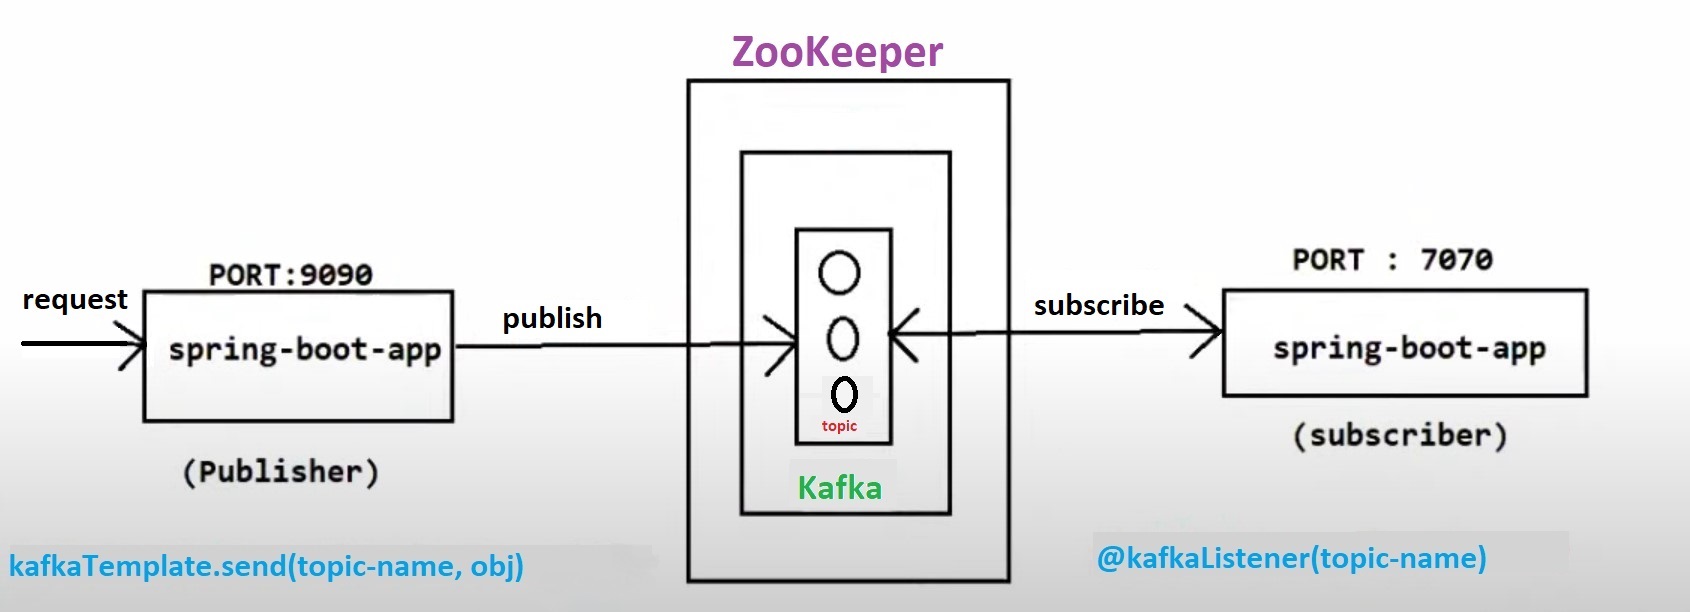 ZooKeeper
PORT:9090
request
spring-boot-app
(Publisher)
kafkaTemplate.send(topic-name, obj)
publish
topic
Kafka
subscribe
PORT : 7070
spring-boot-app
(subscriber)
@kafkaListener(topic-name)